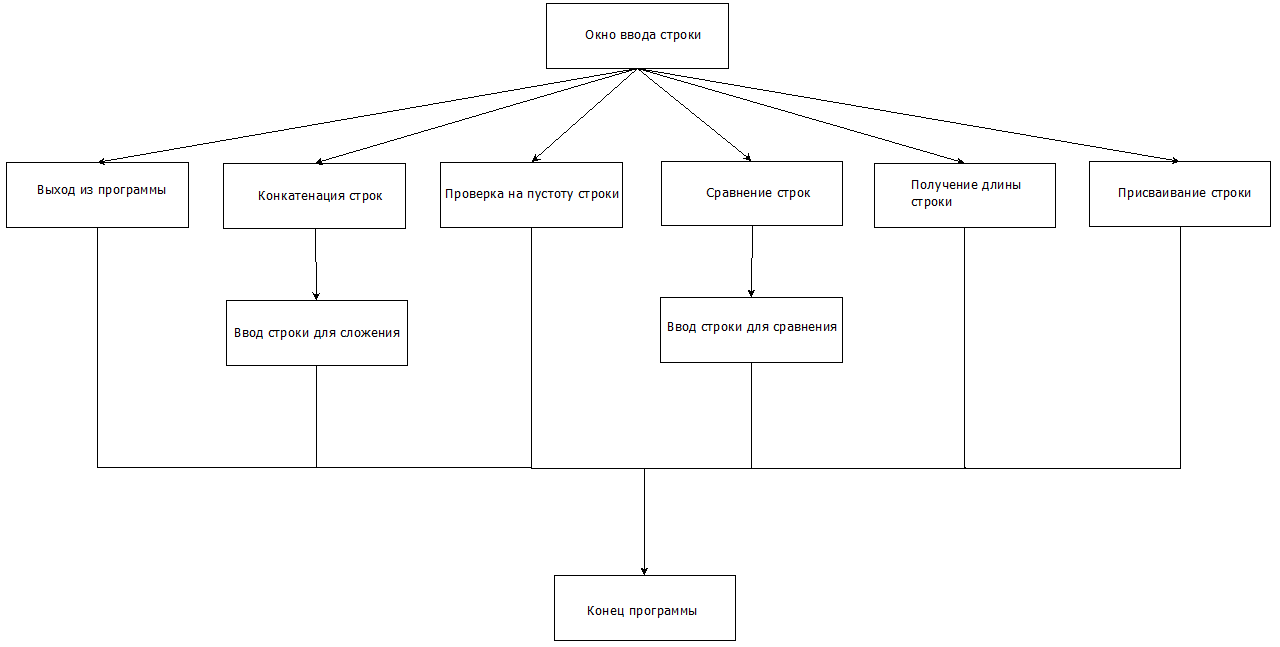 Окно ввода строки
Выход из программы
Конкатенация строк
Проверка на пустоту строки
Сравнение строк
Получение длины
строки
Присваивание строки
Ввод строки для сложения
Ввод строки для сравнения
Конец программы